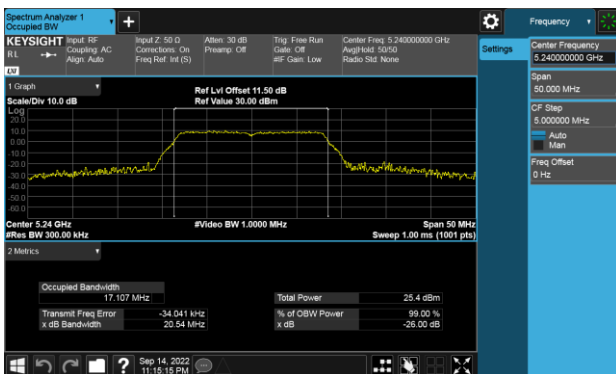 Spectrum Analyzer 1
Occupied BW
+
Frequency
KEYSIGHT
RL
LXI
Input: RF
Coupling: AC
Align: Auto
Input Z: 50 Ω
Corrections: On
Freq Ref: Int (S)
Atten: 30 dB
Preamp: Off
Trig: Free Run
Gate: Off
#IF Gain: Low
Center Freq: 5.240000000 GHz
Avg|Hold: 50/50
Radio Std: None
Settings
Center Frequency
5.240000000 GHz
Span
50.000 MHz
CF Step
5.000000 MHz
Auto
Man
Freq Offset
0 Hz
1 Graph
Scale/Div 10.0 dB
Ref Lvl Offset 11.50 dB
Ref Value 30.00 dBm
Log
20.0
10.0
0.00
-10.0
-20.0
-30.0
-40.0
-50.0
-60.0
Center 5.24 GHz
#Res BW 300.00 kHz
#Video BW 1.0000 MHz
Span 50 MHz
Sweep 1.00 ms (1001 pts)
2 Metrics
Occupied Bandwidth
17.107 MHz
Total Power 25.4 dBm
Transmit Freq Error -34.041 kHz
% of OBW Power 99.00 %
x dB Bandwidth 20.54 MHz
x dB -26.00 dB
?
Sep 14, 2022
11:15:15 PM